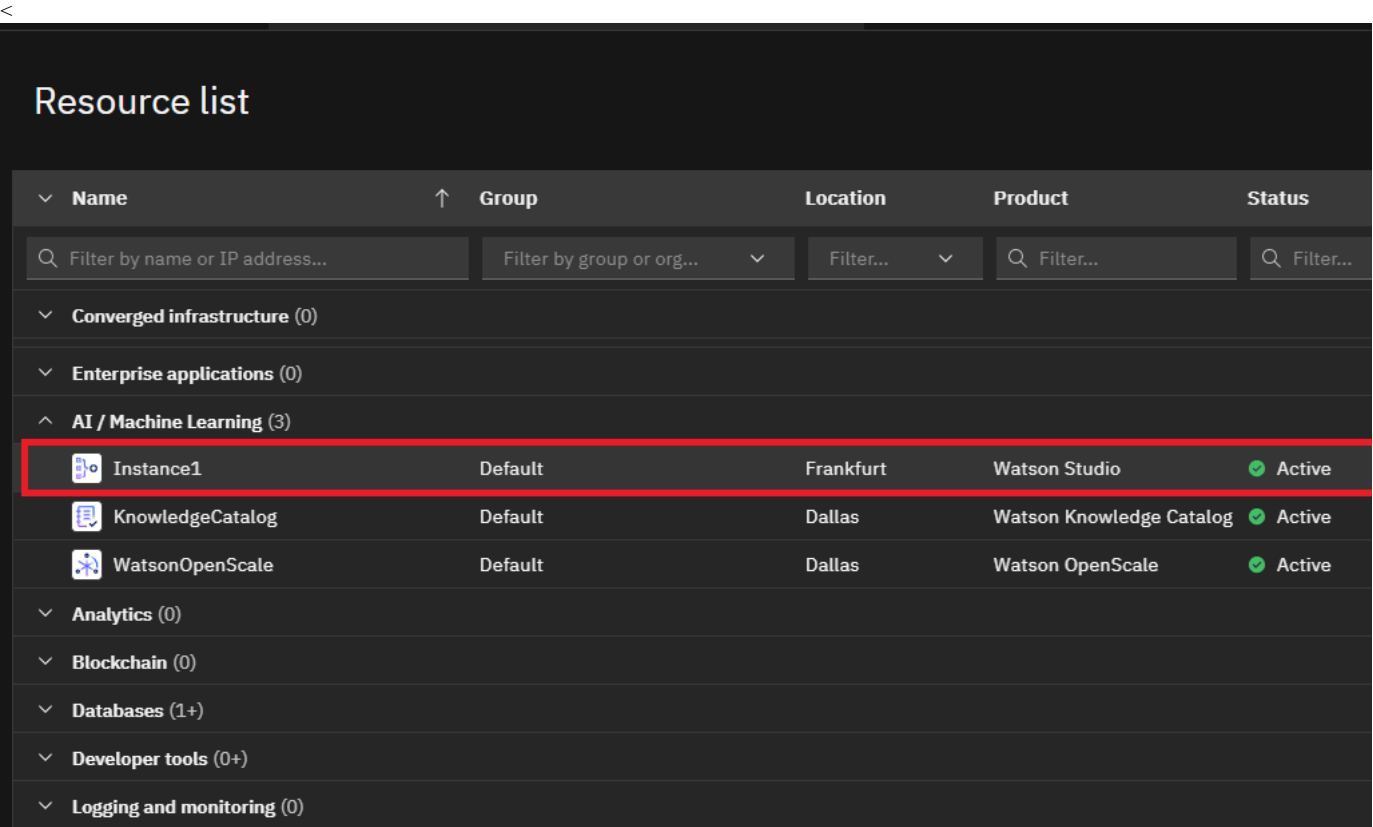 <
Resource list
Name Group Location Product Status
Filter by name or IP address... Filter by group or org... Filter... Filter... Filter...
Converged infrastructure (0)
Enterprise applications (0)
AI / Machine Learning (3)
Instance1 Default Frankfurt Watson Studio Active
KnowledgeCatalog Default Dallas Watson Knowledge Catalog Active
WatsonOpenScale Default Dallas Watson OpenScale Active
Analytics (0)
Blockchain (0)
Databases (1+)
Developer tools (0+)
Logging and monitoring (0)